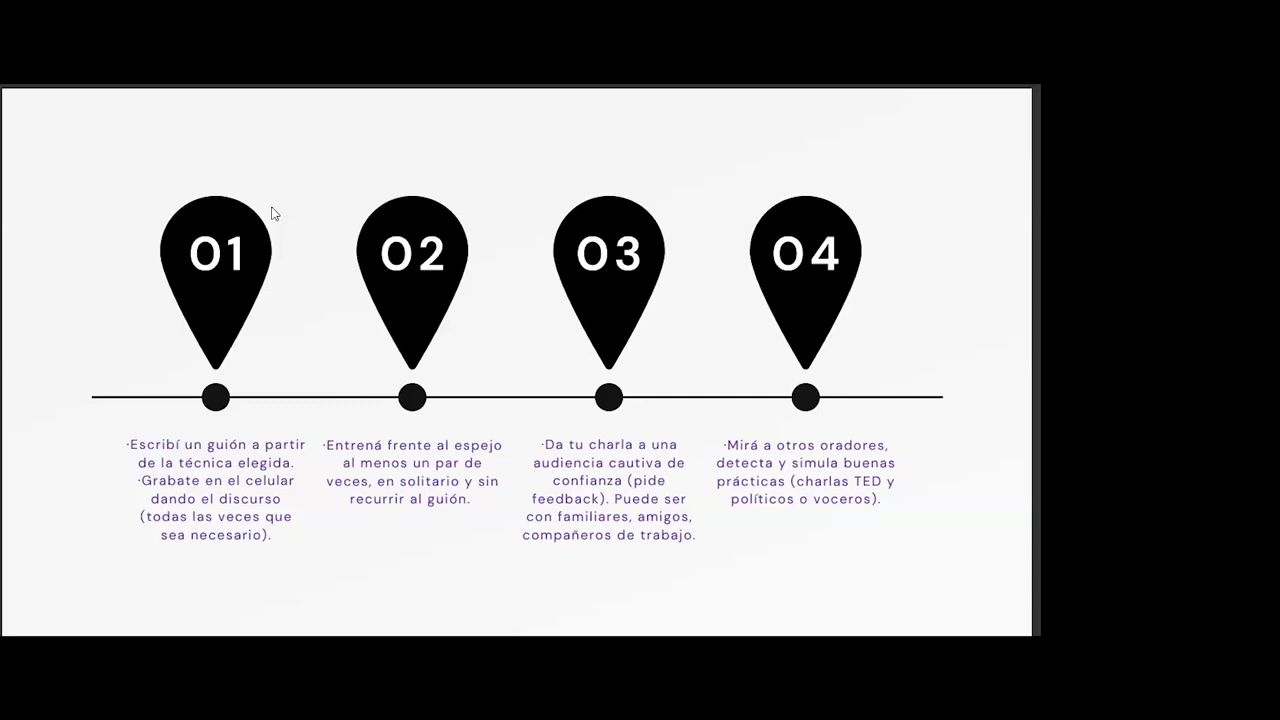 01
02
03
04
·Escribí un guión a partir
de la técnica elegida.
·Grabate en el celular
dando el discurso
(todas las veces que
sea necesario).
·Entrená frente al espejo
al menos un par de
veces, en solitario y sin
recurrir al guión.
·Da tu charla a una
audiencia cautiva de
confianza (pide
feedback). Puede ser
con familiares, amigos,
compañeros de trabajo.
·Mirá a otros oradores,
detecta y simula buenas
prácticas (charlas TED y
políticos o voceros).